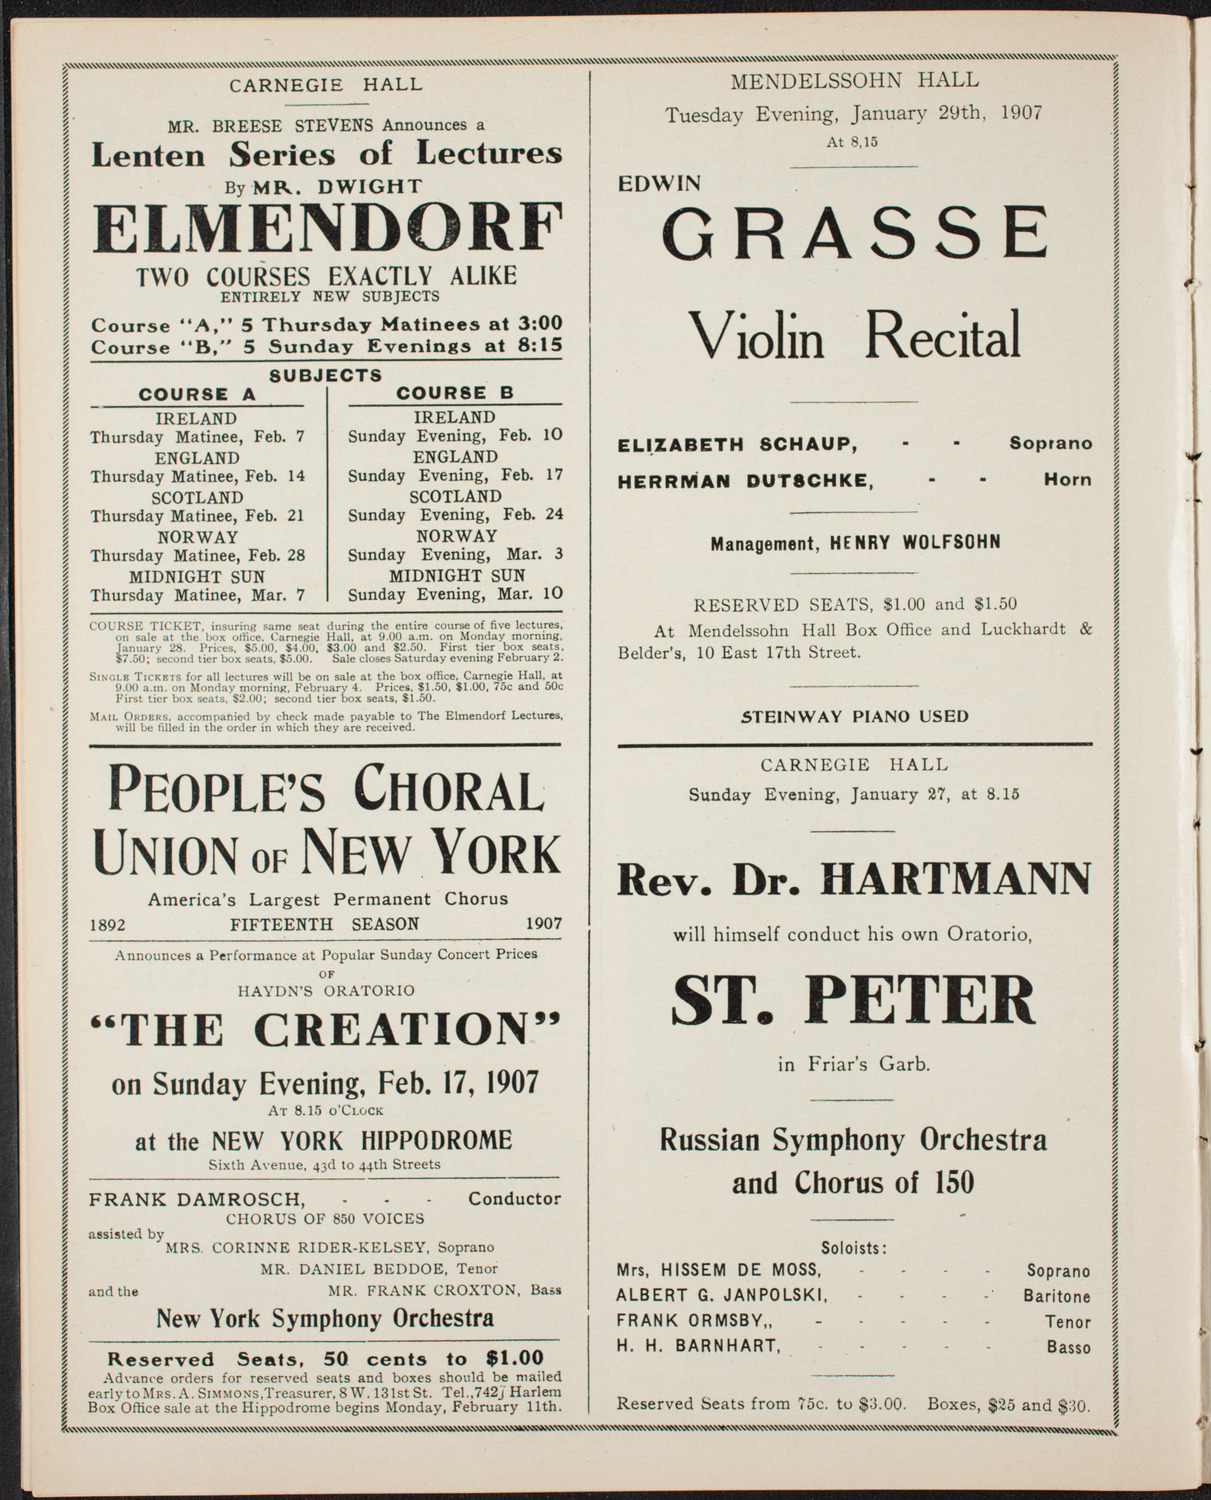 CARNEGIE HALL
MR. BREESE STEVENS Announces a
Lenten Series of Lectures
By MR. DWIGHT
ELMENDORF
TWO COURSES EXACTLY ALIKE
ENTIRELY NEW SUBJECTS
Course "A," 5 Thursday Matinees at 3:00
Course "B," 5 Sunday Evenings at 8:15
SUBJECTS
COURSE A
IRELAND
Thursday Matinee, Feb. 7
ENGLAND
Thursday Matinee, Feb. 14
SCOTLAND
Thursday Matinee, Feb. 21
NORWAY
Thursday Matinee, Feb. 28
MIDNIGHT SUN
Thursday Matinee, Mar. 7
COURSE B
IRELAND
Sunday Evening, Feb. 10
ENGLAND
Sunday Evening, Feb. 17
SCOTLAND
Sunday Evening, Feb. 24
NORWAY
Sunday Evening, Mar. 3
MIDNIGHT SUN
Sunday Evening, Mar. 10
COURSE TICKET, insuring same seat during the entire course of five lectures,
on sale at the box office, Carnegie Hall, at 9.00 a.m. on Monday morning,
January 28. Prices, $5.00, $4.00, $3.00 and $2.50. First tier box seats,
$7.50; second tier box seats, $5.00. Sale closes Saturday evening February 2.
SINGLE TICKETS for all lectures will be on sale at the box office, Carnegie Hall, at
9.00 a.m. on Monday morning, February 4. Prices, $1.50, $1.00, 75c and 50c
First tier box seats, $2.00; second tier box seats, $1.50.
MAIL ORDERS, accompanied by check made payable to The Elmendorf Lectures,
will be filled in the order in which they are received.
PEOPLE'S CHORAL
UNION OF NEW YORK
America's Largest Permanent Chorus
1892 FIFTEENTH SEASON 1907
Announces a Performance at Popular Sunday Concert Prices
OF
HAYDN'S ORATORIO
"THE CREATION"
on Sunday Evening, Feb. 17, 1907
AT 8.15 O'CLOCK
at the NEW YORK HIPPODROME
Sixth Avenue, 43d to 44th Streets
FRANK DAMROSCH, - - - Conductor
CHORUS OF 850 VOICES
assisted by
MRS. CORINNE RIDER-KELSEY, Soprano
MR. DANIEL BEDDOE, Tenor
and the MR. FRANK CROXTON, Bass
New York Symphony Orchestra
Reserved Seats, 50 cents to $1.00
Advance orders for reserved seats and boxes should be mailed
early to MRS. A. SIMMONS, Treasurer, 8 W. 131st St. Tel., 742j Harlem
Box Office sale at the Hippodrome begins Monday, February 11th.
MENDELSSOHN HALL
Tuesday Evening, January 29th, 1907
At 8,15
EDWIN
GRASSE
Violin Recital
ELIZABETH SCHAUP, - - Soprano
HERRMAN DUTSCHKE, - - Horn
Management, HENRY WOLFSOHN
RESERVED SEATS, $1.00 and $1.50
At Mendelssohn Hall Box Office and Luckhardt &
Belder's, 10 East 17th Street.
STEINWAY PIANO USED
CARNEGIE HALL
Sunday Evening, January 27, at 8.15
Rev. Dr. HARTMANN
will himself conduct his own Oratorio,
ST. PETER
in Friar's Garb.
Russian Symphony Orchestra
and Chorus of 150
Soloists:
Mrs, HISSEM DE MOSS, - - - - Soprano
ALBERT G. JANPOLSKI, - - - - Baritone
FRANK ORMSBY,, - - - - - Tenor
H. H. BARNHART, - - - - - Basso
Reserved Seats from 75c. to $3.00. Boxes, $25 and $30.